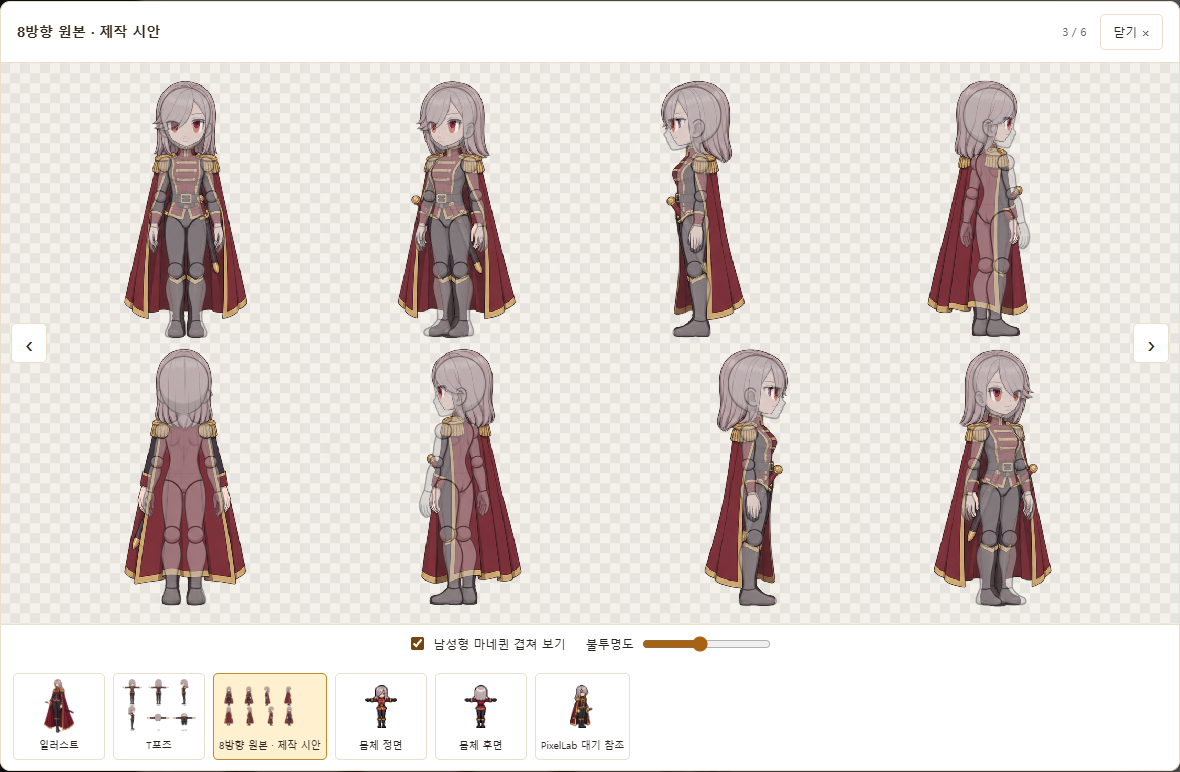 8방향 원본 · 제작 시안
3 / 6
닫기 ×
‹
›
남성형 마네퀸 겹쳐 보기
불투명도
일러스트
T포즈
8방향 원본 · 제작 시안
몸체 정면
몸체 후면
PixelLab 대기 참조